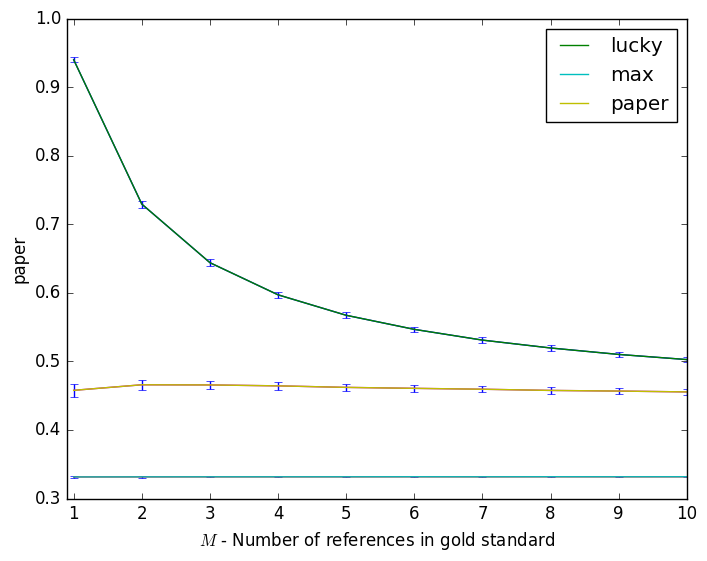 1.0
0.9
0.8
0.7
0.6
0.5
0.4
0.3
paper
lucky
max
paper
1 2 3 4 5 6 7 8 9 10
M - Number of references in gold standard